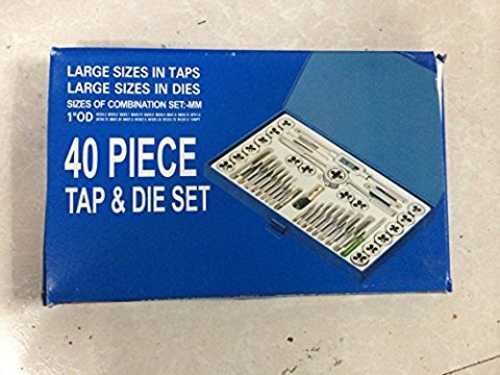 LARGE SIZES IN TAPS
LARGE SIZES IN DIES
SIZES OF COMBINATION SET:-MM
1"OD
40 PIECE
TAP & DIE SET